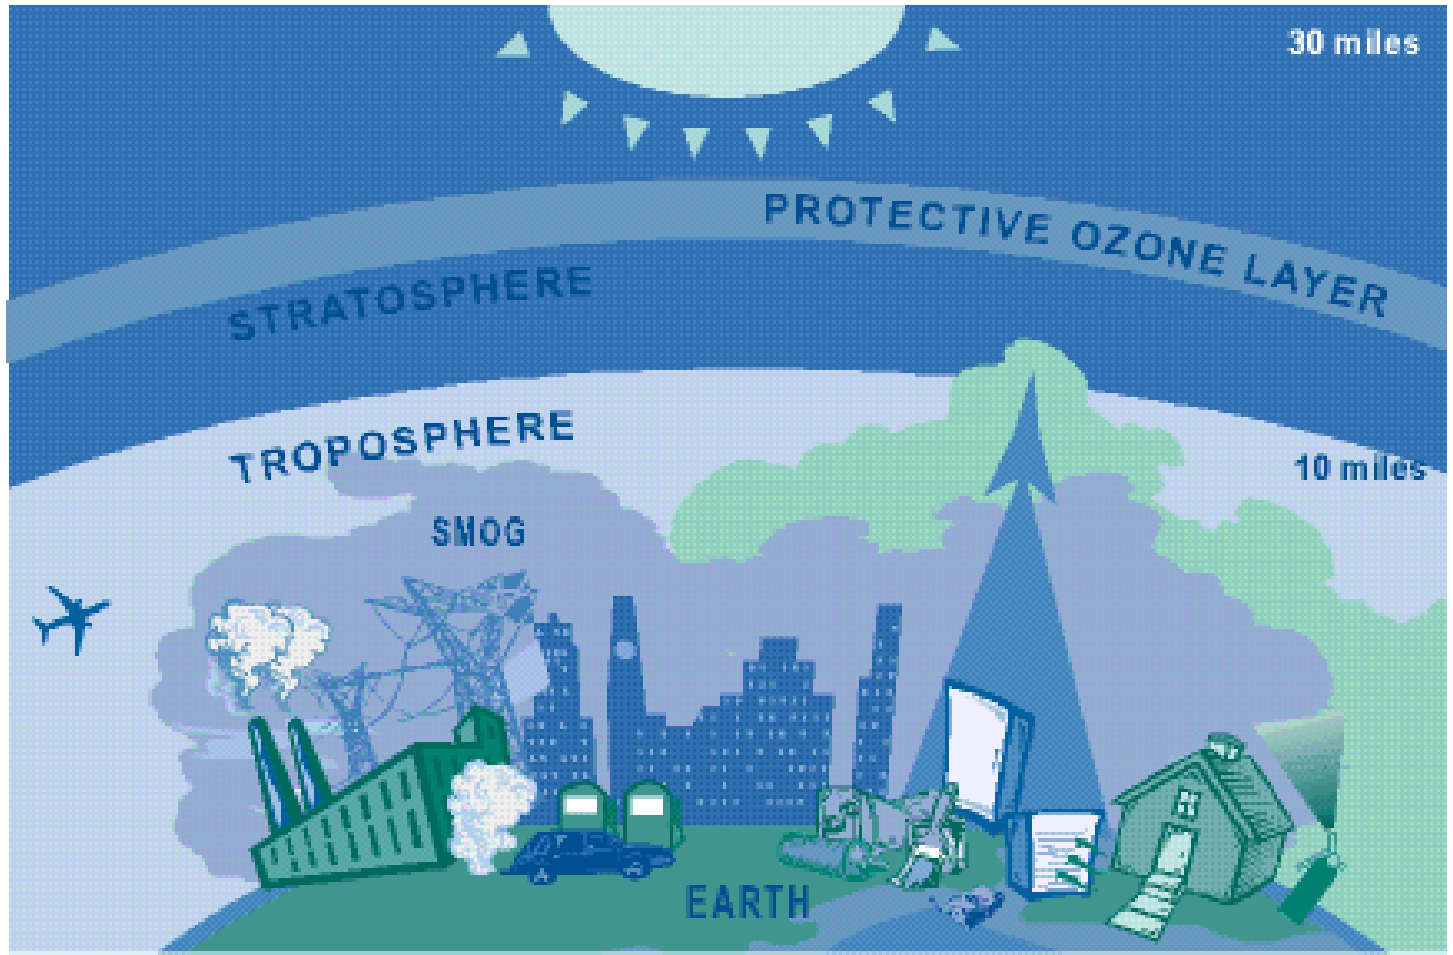 30 miles
PROTECTIVE OZONE LAYER
STRATOSPHERE
TROPOSPHERE
10 miles
SMOG
EARTH